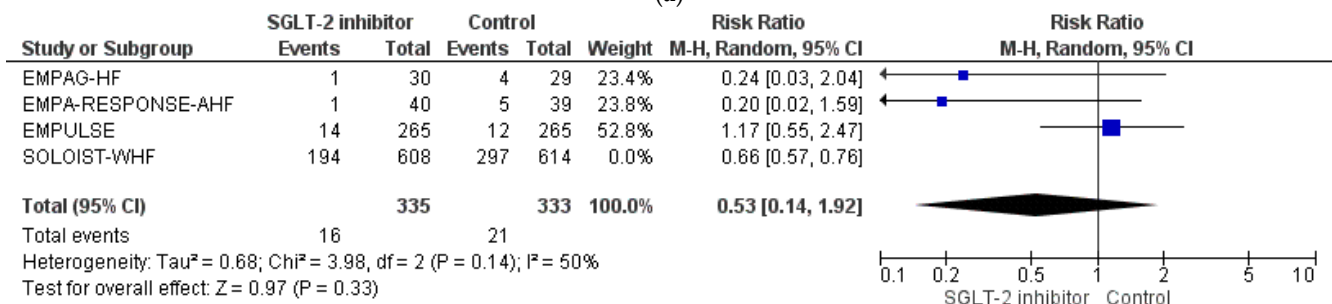 (a)
SGLT-2 inhibitor Control Risk Ratio Risk Ratio
Study or Subgroup Events Total Events Total Weight M-H, Random, 95% CI M-H, Random, 95% CI
EMPAG-HF 1 30 4 29 23.4% 0.24 [0.03, 2.04]
EMPA-RESPONSE-AHF 1 40 5 39 23.8% 0.20 [0.02, 1.59]
EMPULSE 14 265 12 265 52.8% 1.17 [0.55, 2.47]
SOLOIST-WHF 194 608 297 614 0.0% 0.66 [0.57, 0.76]
Total (95% CI) 335 333 100.0% 0.53 [0.14, 1.92]
Total events 16 21
Heterogeneity: Tau² = 0.68; Chi² = 3.98, df = 2 (P = 0.14); I² = 50%
Test for overall effect: Z = 0.97 (P = 0.33)
0.1 0.2 0.5 1 2 5 10
SGLT-2 inhibitor Control